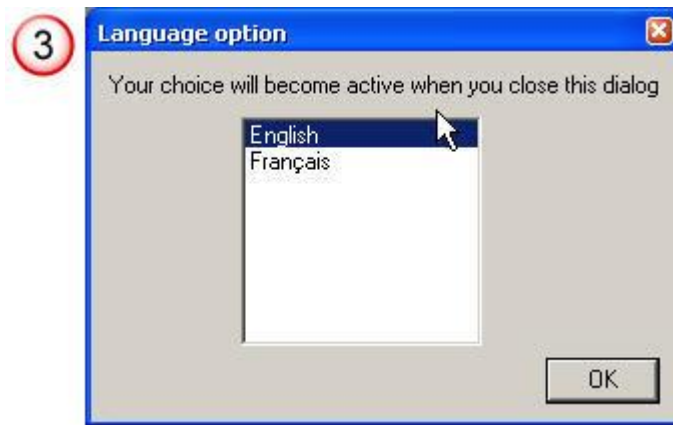 3
Language option
Your choice will become active when you close this dialog
English
Français
OK